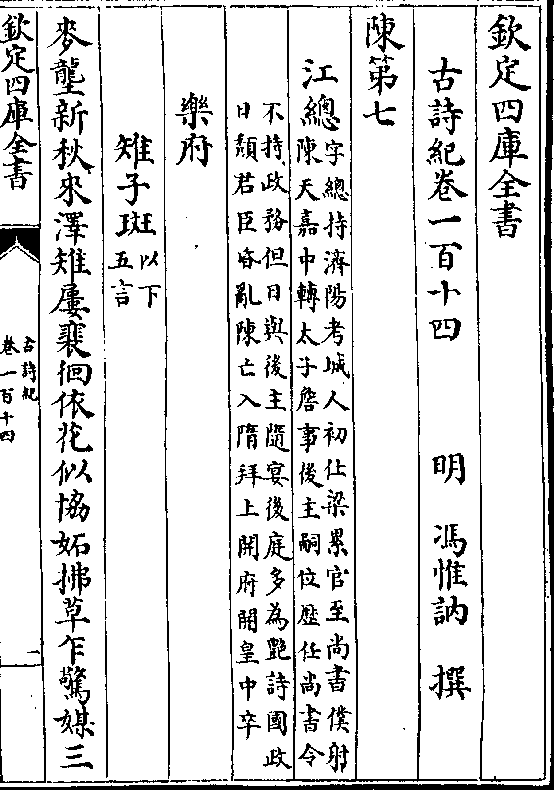 欽定四庫全書
古詩紀卷一百十四　明　馮惟訥　撰
陳第七
江總
字總持濟陽考城人初仕梁累官至尚書僕射
陳天嘉中轉太子詹事後主嗣位歷任尚書令
不持政務但日與後主隨宴後庭多為艷詩國政
日頹君臣昏亂陳亡入隋拜上開府開皇中卒
樂府
雉子斑
以下
五言
麥壟新秋來澤雉屢裴徊依花似協妬拂草乍驚媒三
欽定四庫全書
古詩紀
卷一百十四
一